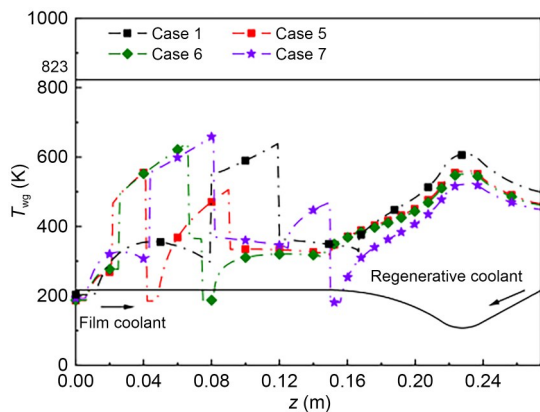 Case 1 Case 5
Case 6 Case 7
1000
823
800
600
400
200
0
T_wg (K)
Regenerative coolant
Film coolant
0.00 0.04 0.08 0.12 0.16 0.20 0.24
z (m)